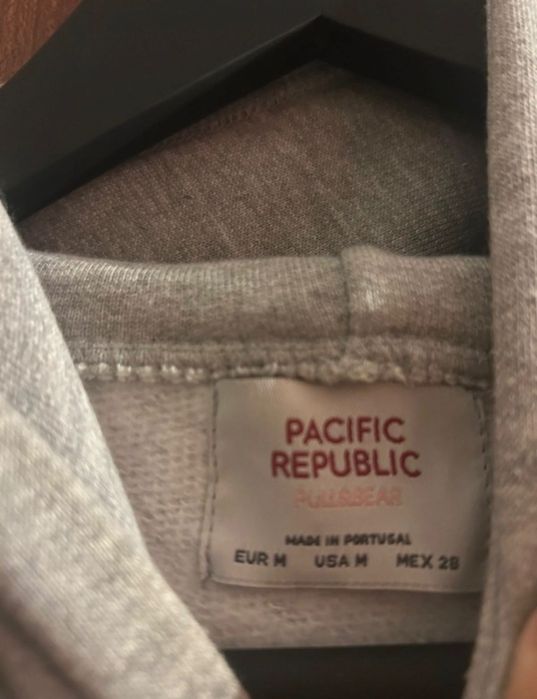 PACIFIC
REPUBLIC
PULL&BEAR
MADE IN PORTUGAL
EUR M USA M MEX 28